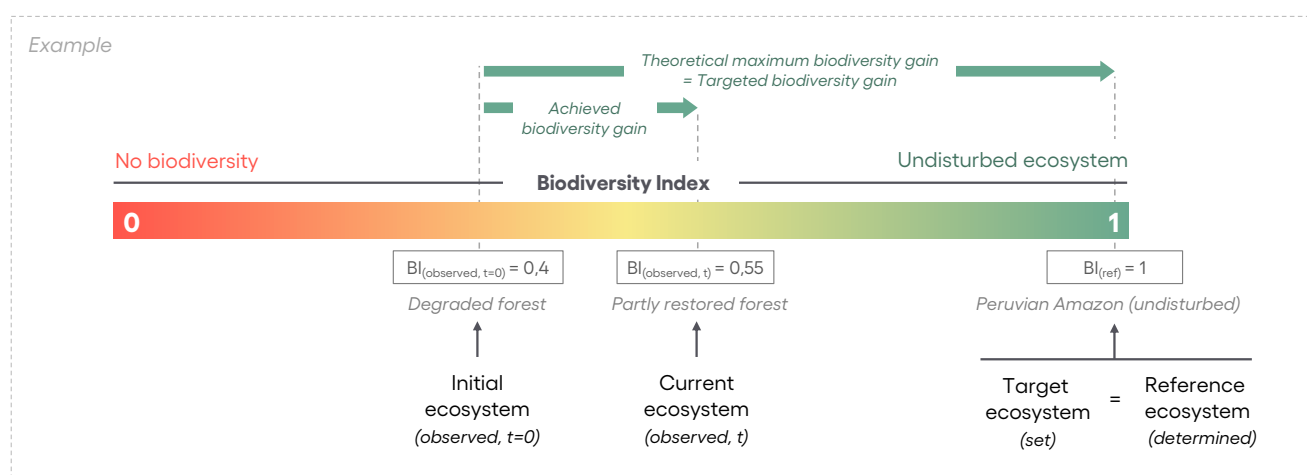 Example
Theoretical maximum biodiversity gain
= Targeted biodiversity gain
Achieved
biodiversity gain
No biodiversity
Undisturbed ecosystem
Biodiversity Index
0
1
BI(observed, t=0) = 0,4
BI(observed, t) = 0,55
BI(ref) = 1
Degraded forest
Partly restored forest
Peruvian Amazon (undisturbed)
Initial
ecosystem
(observed, t=0)
Current
ecosystem
(observed, t)
Target
ecosystem
(set)
=
Reference
ecosystem
(determined)